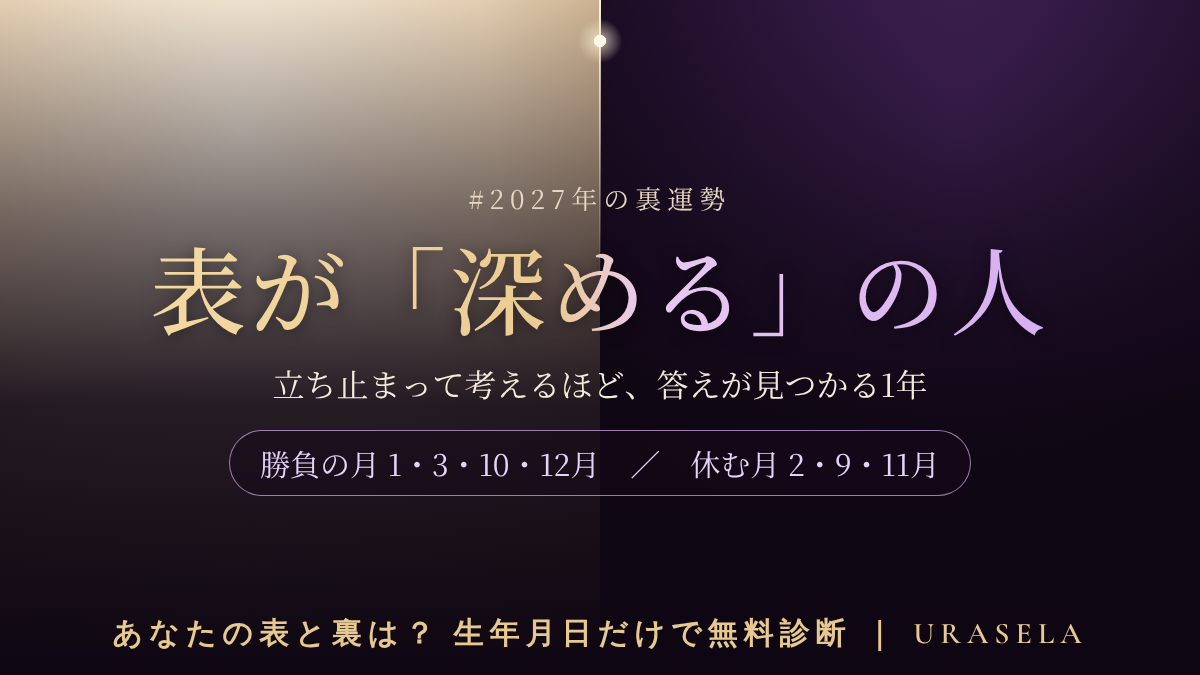 #2027年の裏運勢
表が「深める」の人
立ち止まって考えるほど、答えが見つかる1年
勝負の月 1・3・10・12月　／　休む月 2・9・11月
あなたの表と裏は？ 生年月日だけで無料診断 | URASELA